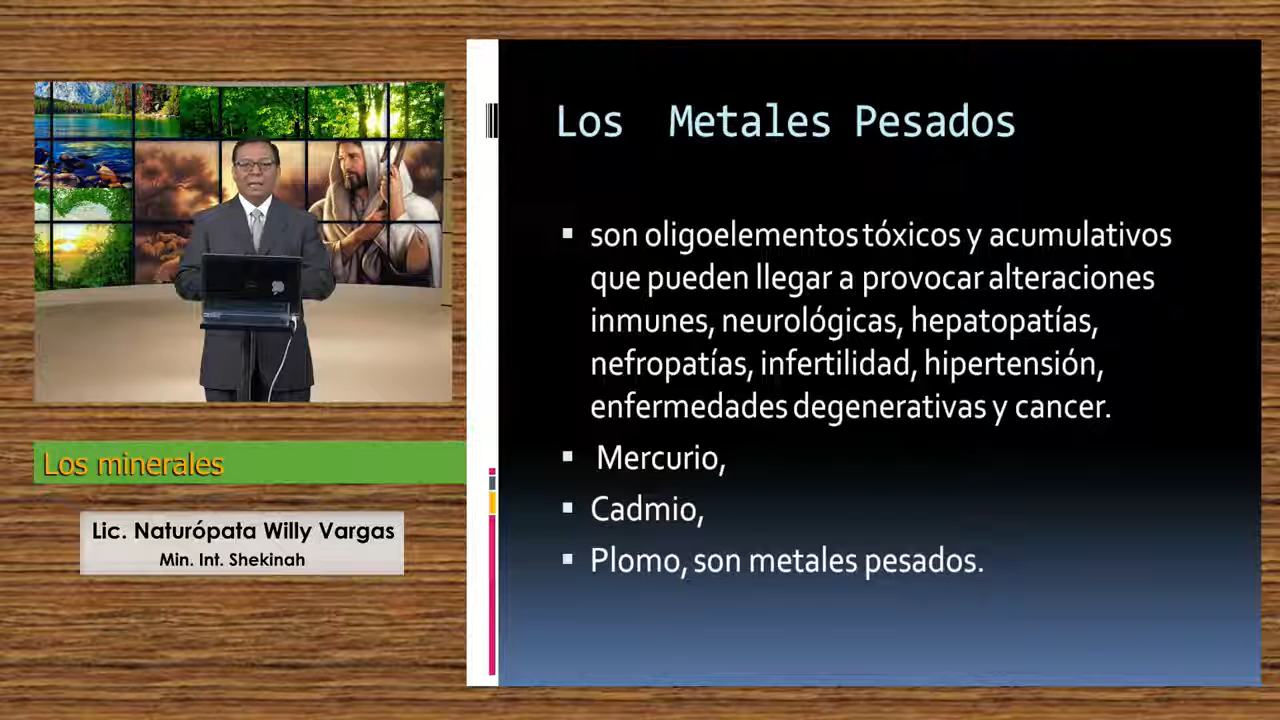 Los Metales Pesados
son oligoelementos tóxicos y acumulativos
que pueden llegar a provocar alteraciones
inmunes, neurológicas, hepatopatías,
nefropatías, infertilidad, hipertensión,
enfermedades degenerativas y cancer.
Mercurio,
Cadmio,
Plomo, son metales pesados.
Los minerales
Lic. Naturópata Willy Vargas
Min. Int. Shekinah